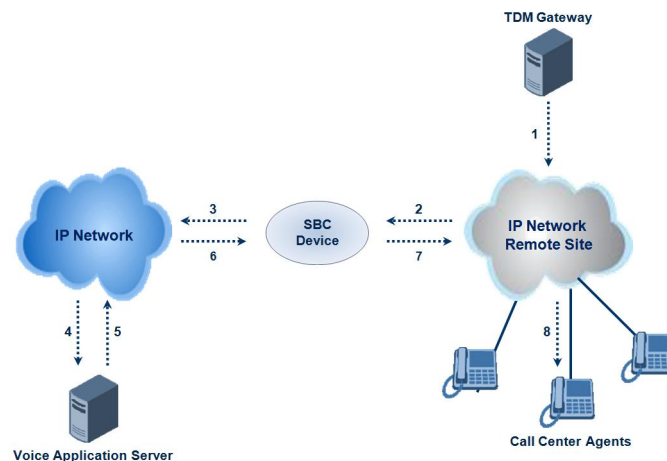 TDM Gateway
1
3
2
IP Network
SBC
Device
IP Network
Remote Site
6
7
4
5
8
Call Center Agents
Voice Application Server